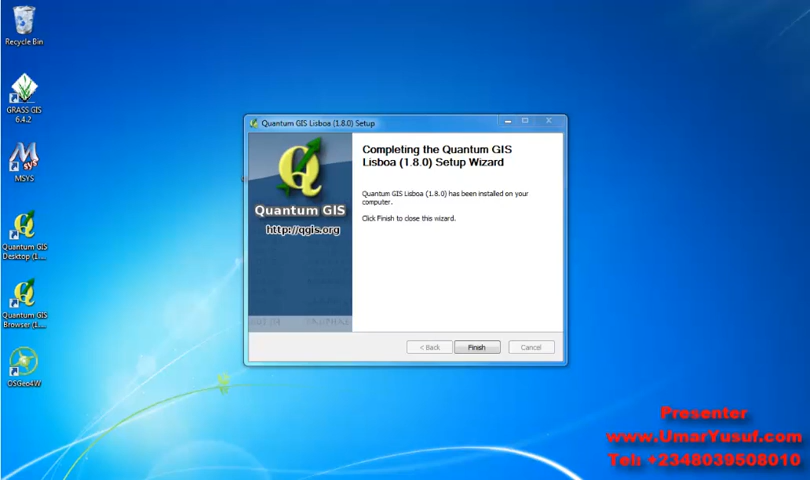 Recycle Bin
GRASS GIS
6.4.2
MSYS
Quantum GIS
Desktop (1....
Quantum GIS
Browser (1....
OSGeo4W
Quantum GIS Lisboa (1.8.0) Setup
Quantum GIS
http://qgis.org
Completing the Quantum GIS
Lisboa (1.8.0) Setup Wizard
Quantum GIS Lisboa (1.8.0) has been installed on your
computer.
Click Finish to close this wizard.
< Back
Finish
Cancel
Presenter
www.UmarYusuf.com
Tel: +2348039508010